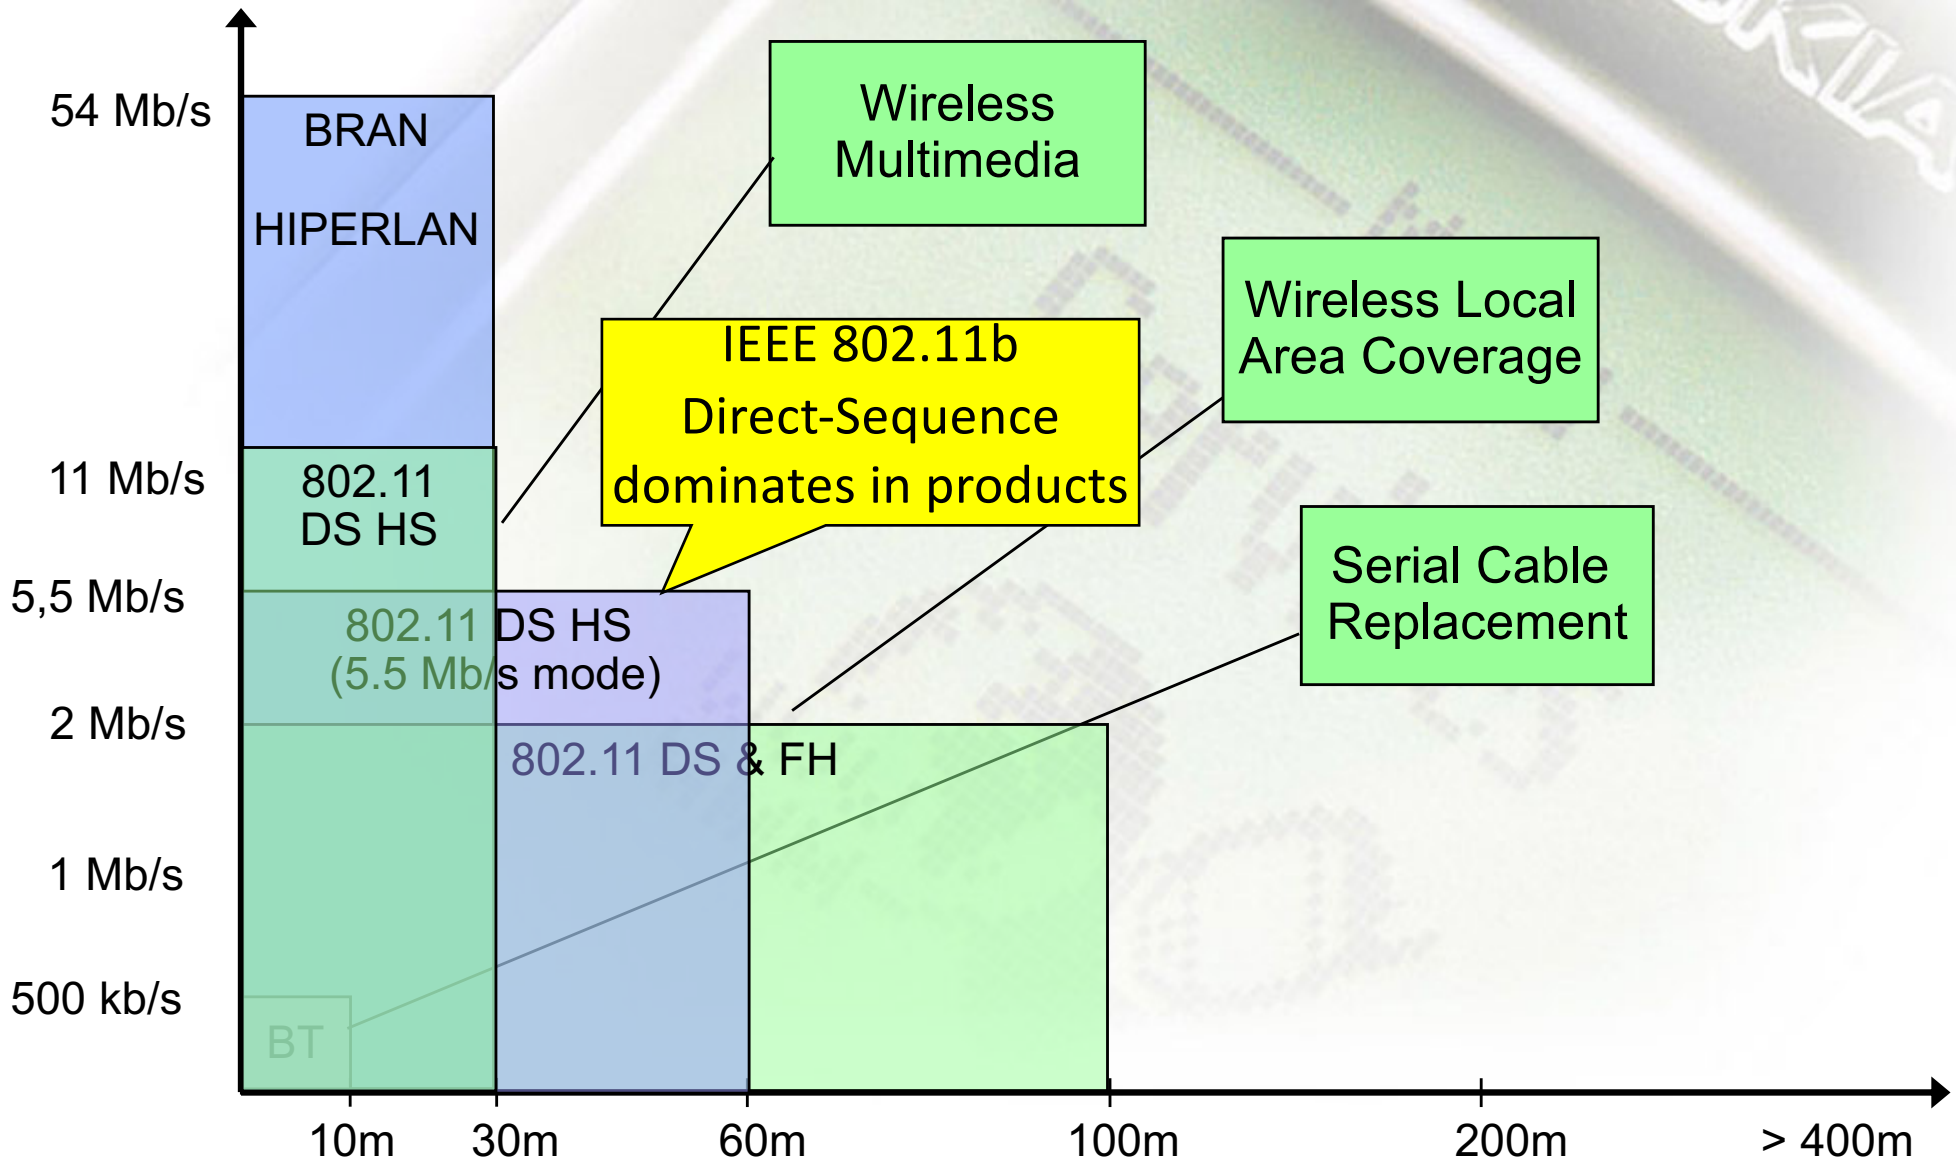 54 Mb/s
BRAN
HIPERLAN
Wireless
Multimedia
Wireless Local
Area Coverage
IEEE 802.11b
Direct-Sequence
dominates in products
11 Mb/s
802.11
DS HS
5,5 Mb/s
802.11 DS HS
(5.5 Mb/s mode)
Serial Cable
Replacement
2 Mb/s
802.11 DS & FH
1 Mb/s
500 kb/s
BT
10m
30m
60m
100m
200m
> 400m